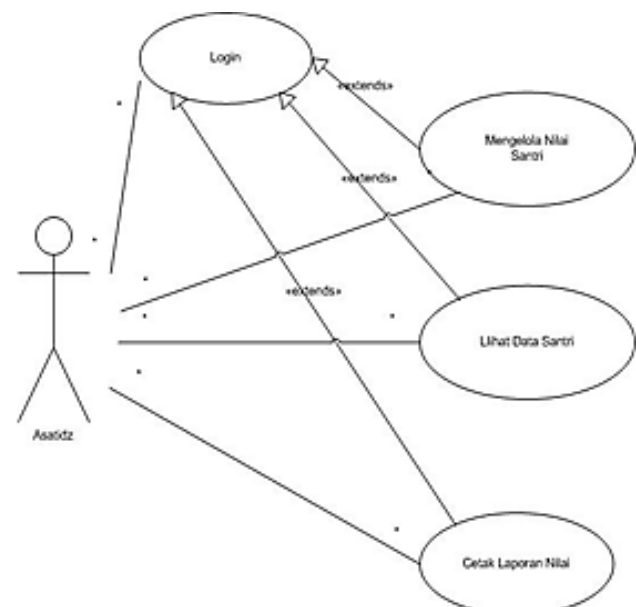 Login
«extends»
Mengelola Nilai
Santri
«extends»
«extends»
Lihat Data Santri
Asatidz
Cetak Laporan Nilai